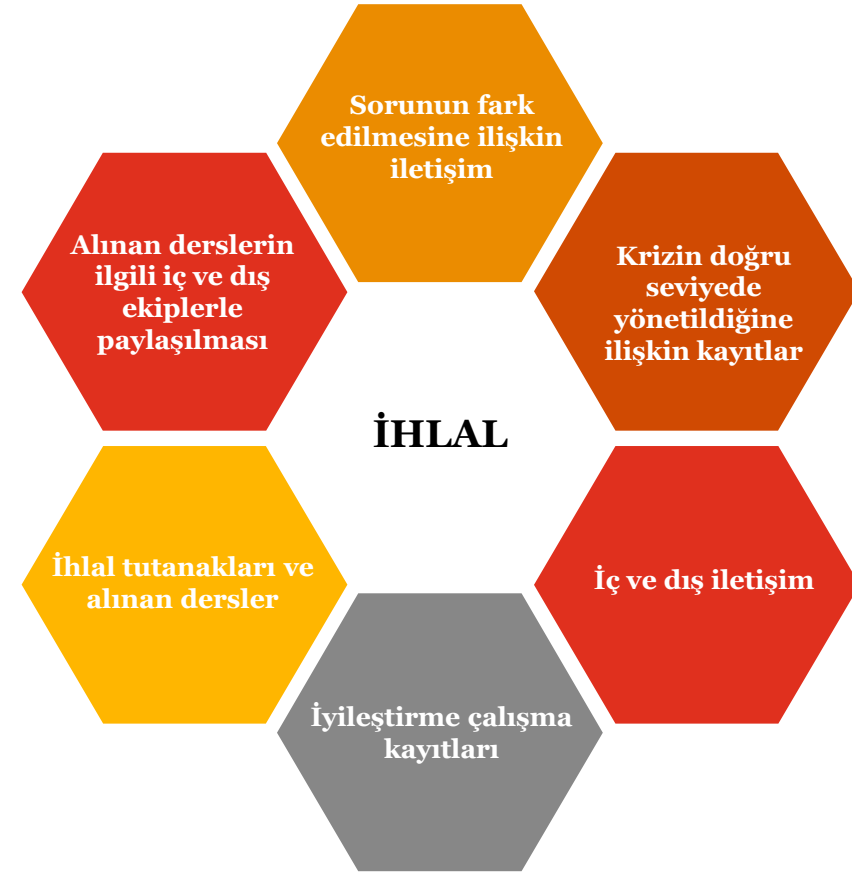 Sorunun fark
edilmesine ilişkin
iletişim
Krizin doğru
seviyede
yönetildiğine
ilişkin kayıtlar
İç ve dış iletişim
İyileştirme çalışma
kayıtları
İhlal tutanakları ve
alınan dersler
Alınan derslerin
ilgili iç ve dış
ekiplerle
paylaşılması
İHLAL